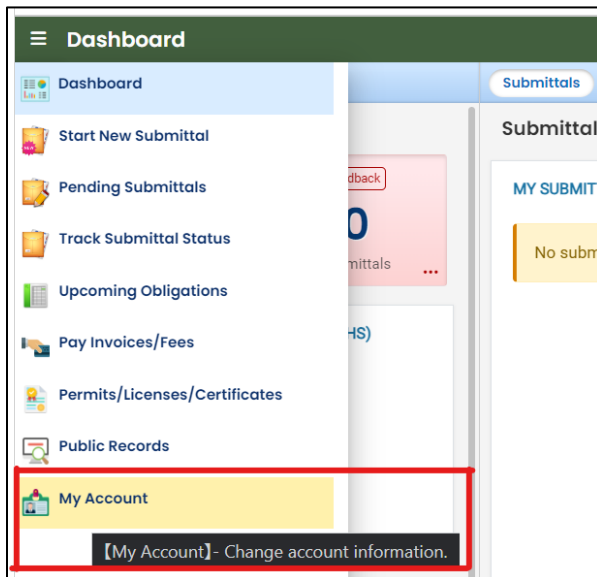 Dashboard
Dashboard
Start New Submittal
Pending Submittals
Track Submittal Status
Upcoming Obligations
Pay Invoices/Fees
Permits/Licenses/Certificates
Public Records
My Account
【My Account】- Change account information.
dback
0
mittals
...
HS)
Submittals
Submittal
MY SUBMIT
No subm